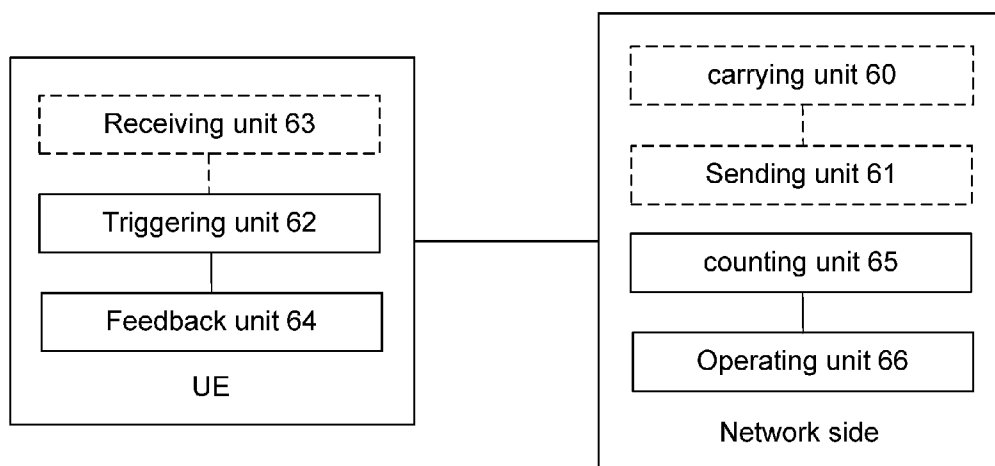 Receiving unit 63
Triggering unit 62
Feedback unit 64
UE
carrying unit 60
Sending unit 61
counting unit 65
Operating unit 66
Network side